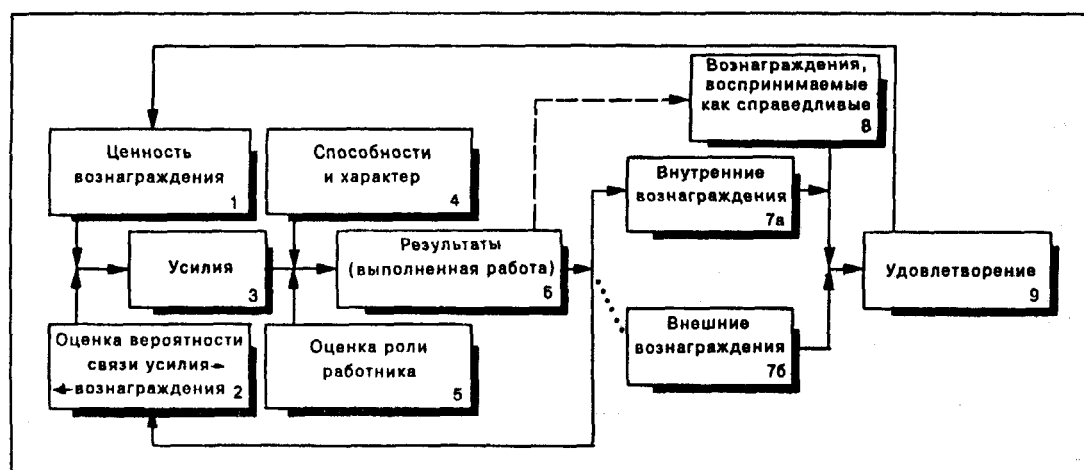 Ценность
вознаграждения
1
Оценка вероятности
связи усилия-
вознаграждения 2
Усилия
3
Способности
и характер
4
Оценка роли
работника
5
Результаты
(выполненная работа)
6
Внутренние
вознаграждения
7а
Внешние
вознаграждения
7б
Вознаграждения,
воспринимаемые
как справедливые
8
Удовлетворение
9